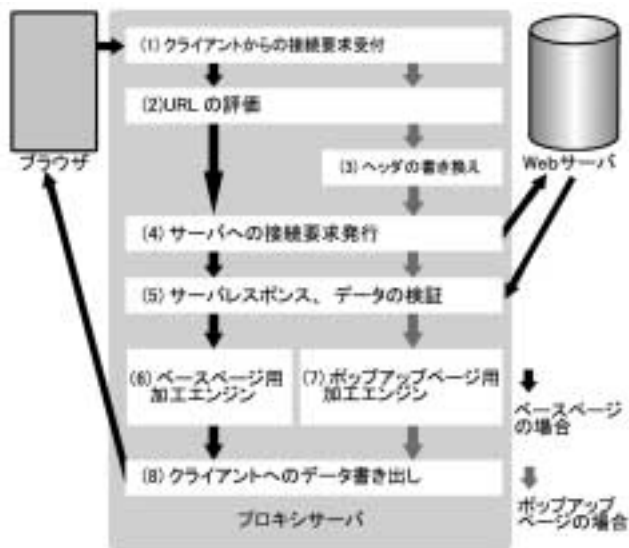 (1) クライアントからの接続要求受付
(2)URL の評価
ブラウザ
(3) ヘッダの書き換え
Webサーバ
(4) サーバへの接続要求発行
(5) サーバレスポンス、データの検証
(6) ベースページ用
加工エンジン
(7) ポップアップページ用
加工エンジン
ベースページ
の場合
(8) クライアントへのデータ書き出し
ポップアップ
ページの場合
プロキシサーバ